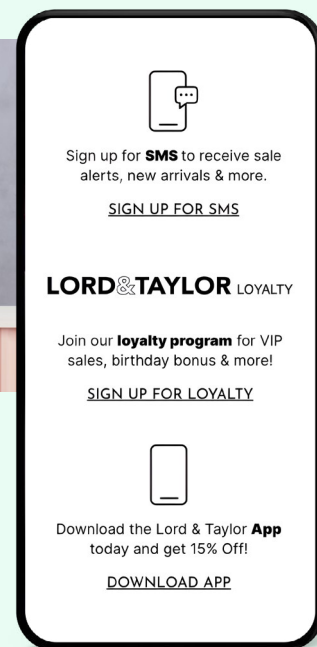 Sign up for SMS to receive sale
alerts, new arrivals & more.
SIGN UP FOR SMS
LORD&TAYLOR LOYALTY
Join our loyalty program for VIP
sales, birthday bonus & more!
SIGN UP FOR LOYALTY
Download the Lord & Taylor App
today and get 15% Off!
DOWNLOAD APP